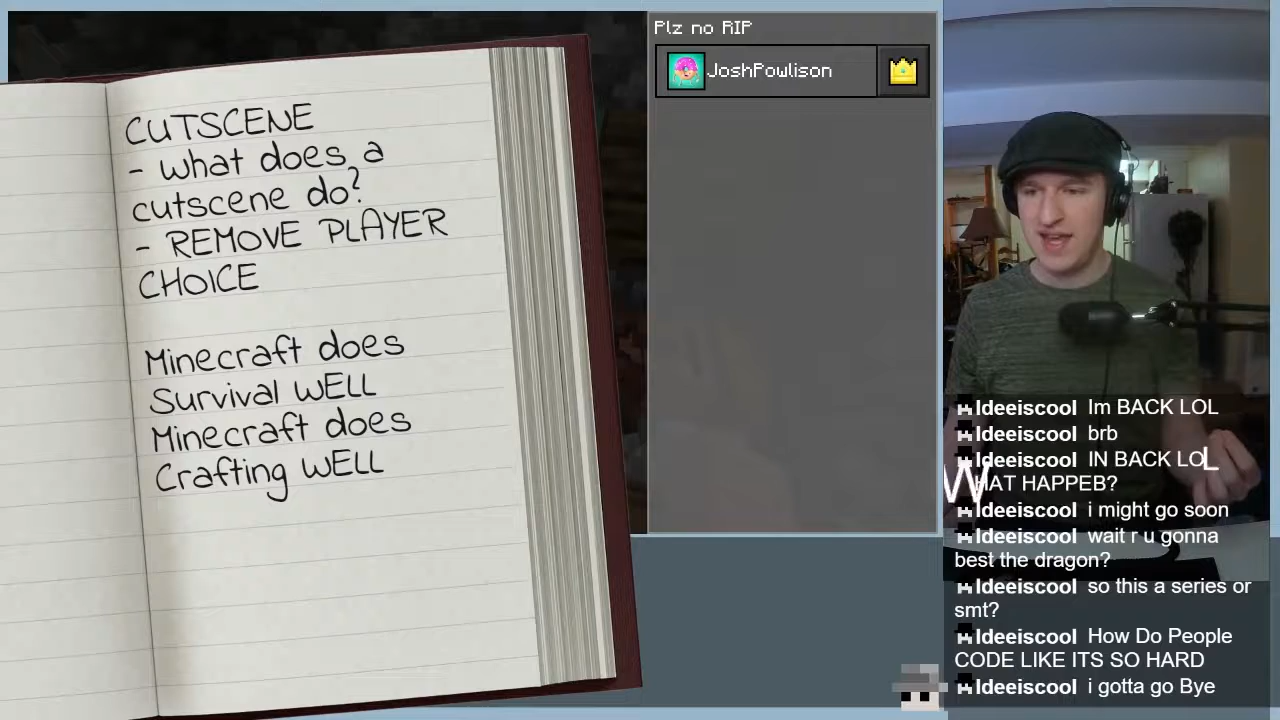 CUTSCENE
- what does a
cutscene do?
- REMOVE PLAYER
CHOICE
Minecraft does
Survival WELL
Minecraft does
Crafting WELL
Plz no RIP
JoshPowlison
Ideeiscool Im BACK LOL
Ideeiscool brb
Ideeiscool IN BACK LOL
WHAT HAPPEB?
Ideeiscool i might go soon
Ideeiscool wait r u gonna
best the dragon?
Ideeiscool so this a series or
smt?
Ideeiscool How Do People
CODE LIKE ITS SO HARD
Ideeiscool i gotta go Bye